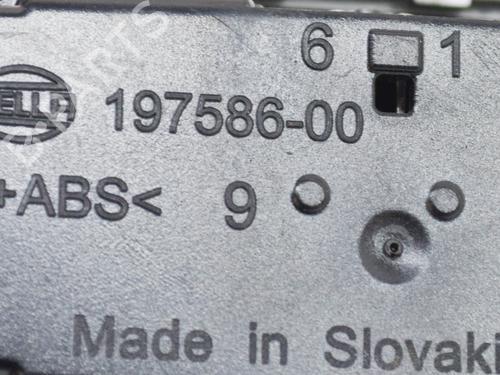 6 1
HELLA 197586-00
+ABS< 9
Made in Slovaki